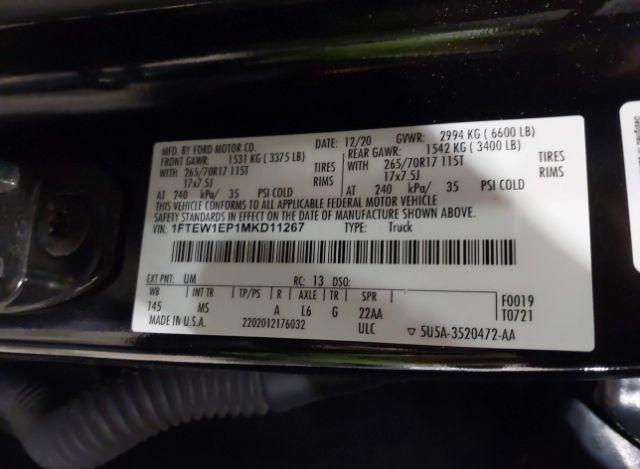 MFD. BY FORD MOTOR CO.
DATE: 12/20 GVWR: 2994 KG ( 6600 LB)
FRONT GAWR: 1531 KG ( 3375 LB)
REAR GAWR: 1542 KG ( 3400 LB)
WITH 265/70R17 115T TIRES
WITH 265/70R17 115T TIRES
17x7.5J RIMS
17x7.5J RIMS
AT 240 kPa/ 35 PSI COLD
AT 240 kPa/ 35 PSI COLD
THIS VEHICLE CONFORMS TO ALL APPLICABLE FEDERAL MOTOR VEHICLE
SAFETY STANDARDS IN EFFECT ON THE DATE OF MANUFACTURE SHOWN ABOVE.
VIN: 1FTEW1EP1MKD11267 TYPE: Truck
EXT PNT: UM RC: 13 DSO:
WB INT TR TP/PS R AXLE TR SPR F0019
145 MS A L6 G 22AA T0721
MADE IN U.S.A. 2202012176032 ULC ▽ 5U5A-3520472-AA